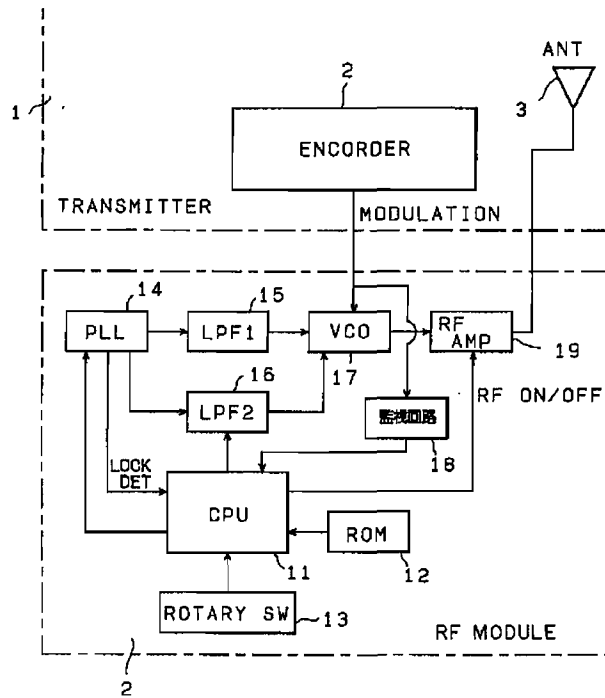 ANT
3
2
1
ENCORDER
TRANSMITTER
MODULATION
14
PLL
15
LPF1
VCO
17
RF
AMP
19
16
LPF2
RF ON/OFF
監視回路
18
LOCK
DET
CPU
11
ROM
12
ROTARY SW
13
RF MODULE
2